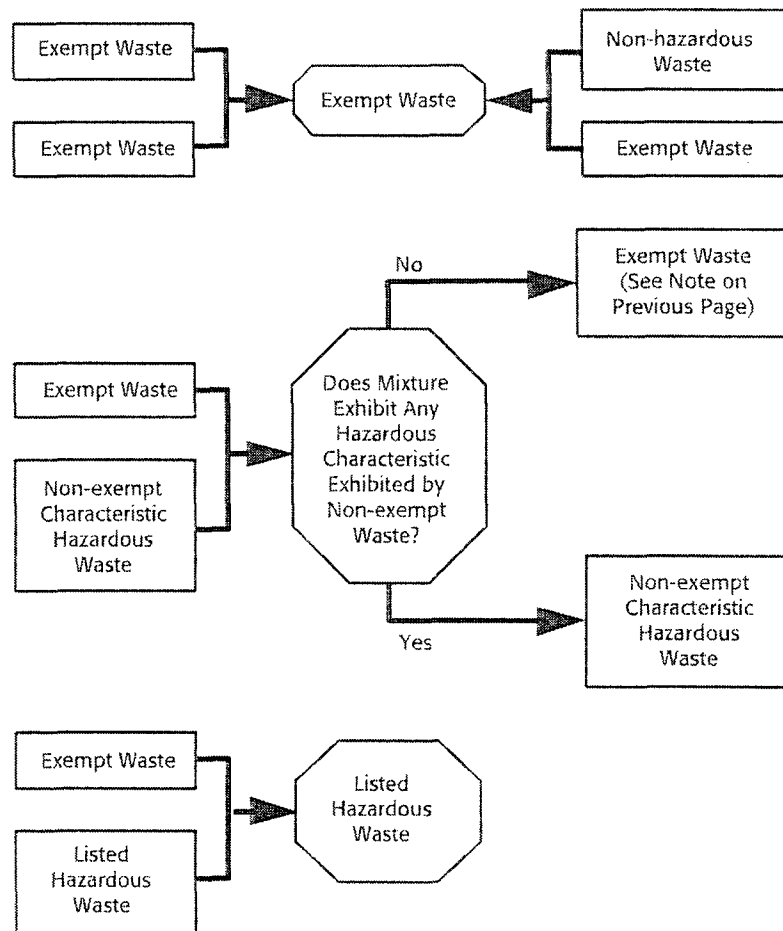 Exempt Waste
Exempt Waste
Exempt Waste
Non-hazardous
Waste
Exempt Waste
Exempt Waste
Non-exempt
Characteristic
Hazardous
Waste
Does Mixture
Exhibit Any
Hazardous
Characteristic
Exhibited by
Non-exempt
Waste?
No
Exempt Waste
(See Note on
Previous Page)
Yes
Non-exempt
Characteristic
Hazardous
Waste
Exempt Waste
Listed
Hazardous
Waste
Listed
Hazardous
Waste